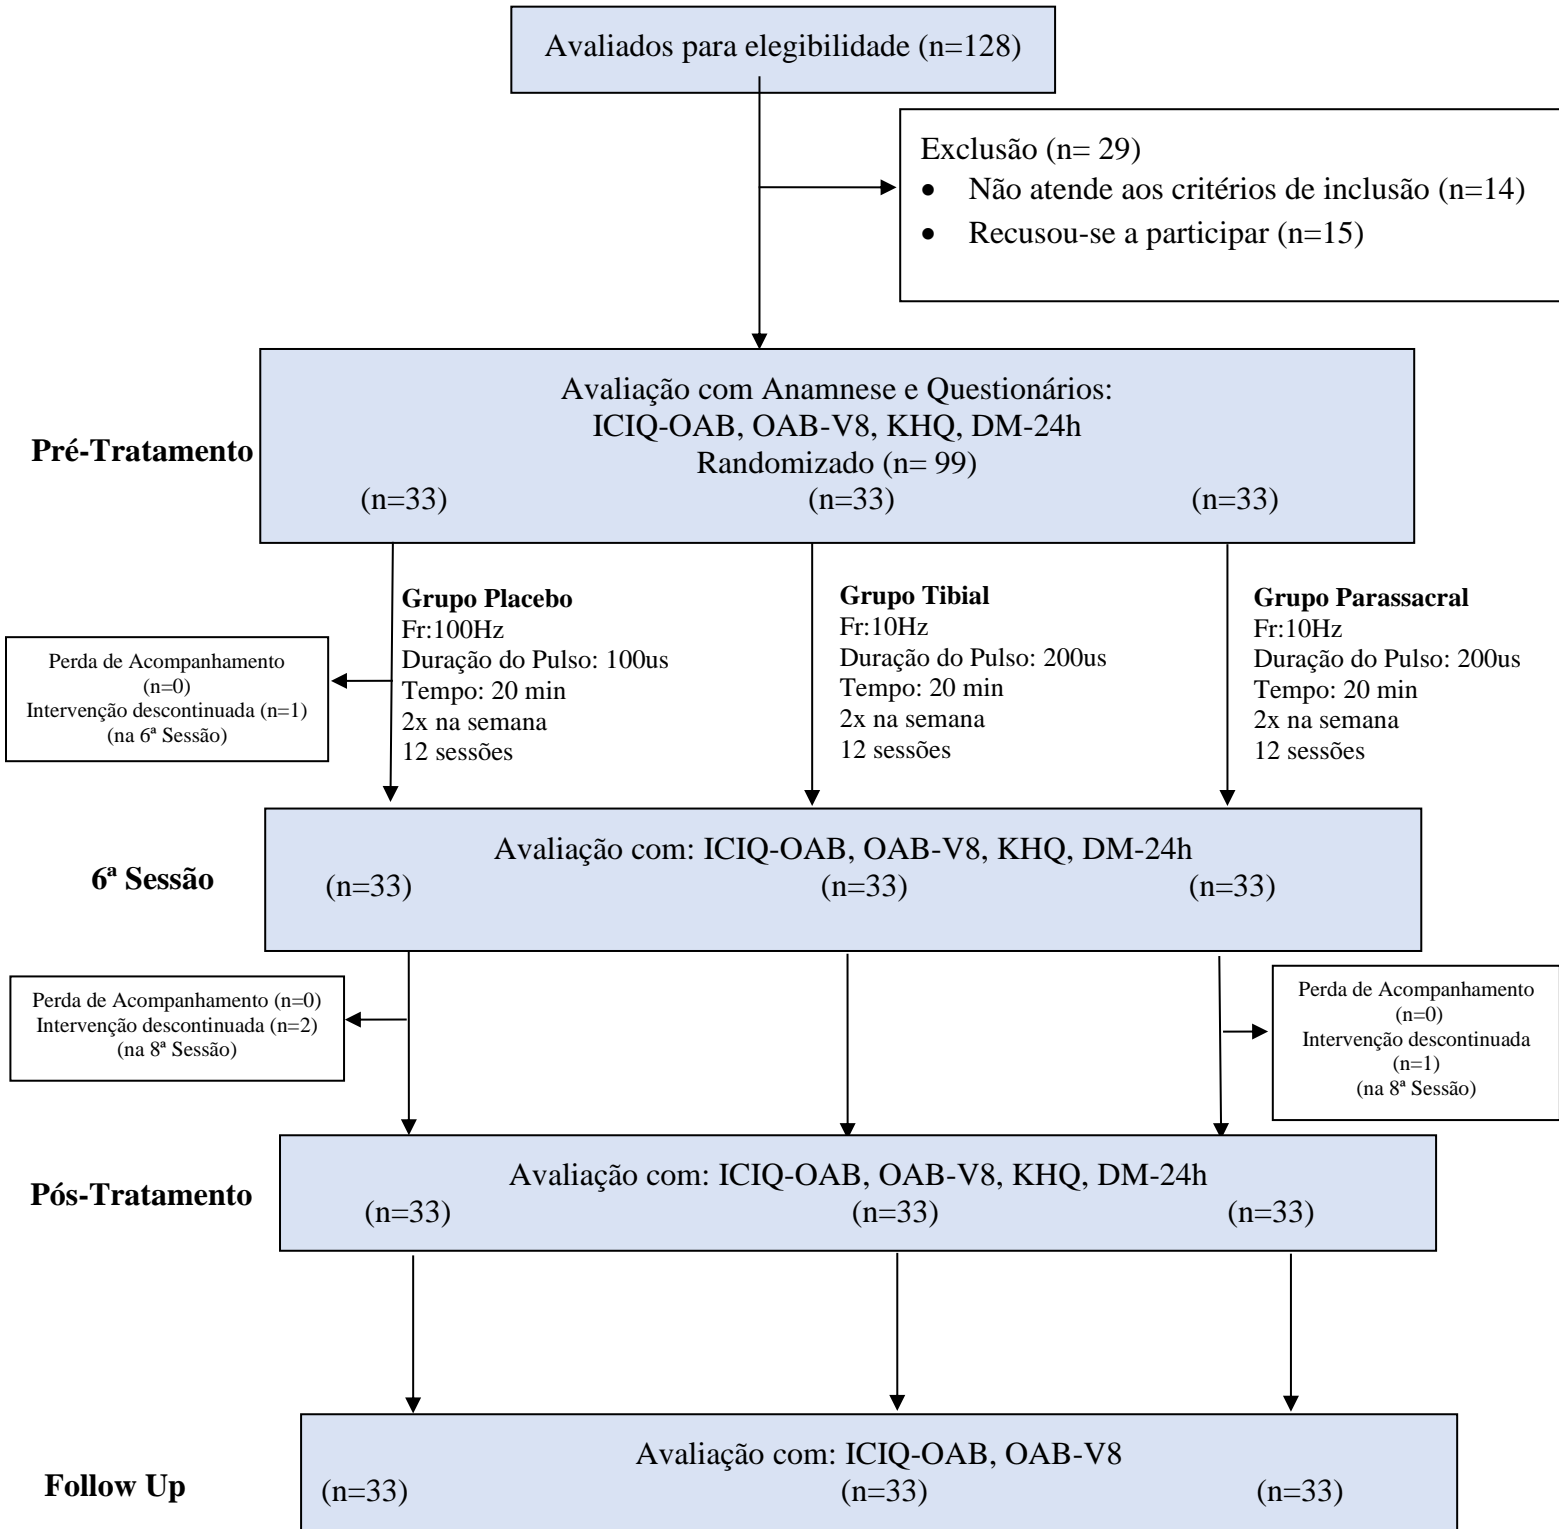 Avaliados para elegibilidade (n=128)
Exclusão (n= 29)
• Não atende aos critérios de inclusão (n=14)
• Recusou-se a participar (n=15)
Pré-Tratamento
Avaliação com Anamnese e Questionários:
ICIQ-OAB, OAB-V8, KHQ, DM-24h
Randomizado (n= 99)
(n=33) (n=33) (n=33)
Grupo Placebo
Fr:100Hz
Duração do Pulso: 100us
Tempo: 20 min
2x na semana
12 sessões
Grupo Tibial
Fr:10Hz
Duração do Pulso: 200us
Tempo: 20 min
2x na semana
12 sessões
Grupo Parassacral
Fr:10Hz
Duração do Pulso: 200us
Tempo: 20 min
2x na semana
12 sessões
Perda de Acompanhamento
(n=0)
Intervenção descontinuada (n=1)
(na 6ª Sessão)
6ª Sessão
Avaliação com: ICIQ-OAB, OAB-V8, KHQ, DM-24h
(n=33) (n=33) (n=33)
Perda de Acompanhamento (n=0)
Intervenção descontinuada (n=2)
(na 8ª Sessão)
Perda de Acompanhamento
(n=0)
Intervenção descontinuada
(n=1)
(na 8ª Sessão)
Pós-Tratamento
Avaliação com: ICIQ-OAB, OAB-V8, KHQ, DM-24h
(n=33) (n=33) (n=33)
Follow Up
Avaliação com: ICIQ-OAB, OAB-V8
(n=33) (n=33) (n=33)